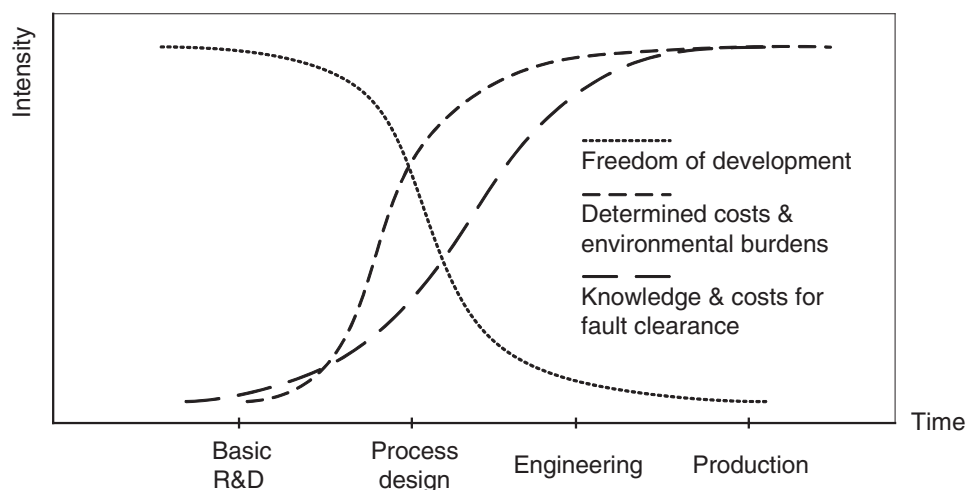 Intensity
Freedom of development
Determined costs &
environmental burdens
Knowledge & costs for
fault clearance
Time
Basic
R&D
Process
design
Engineering
Production